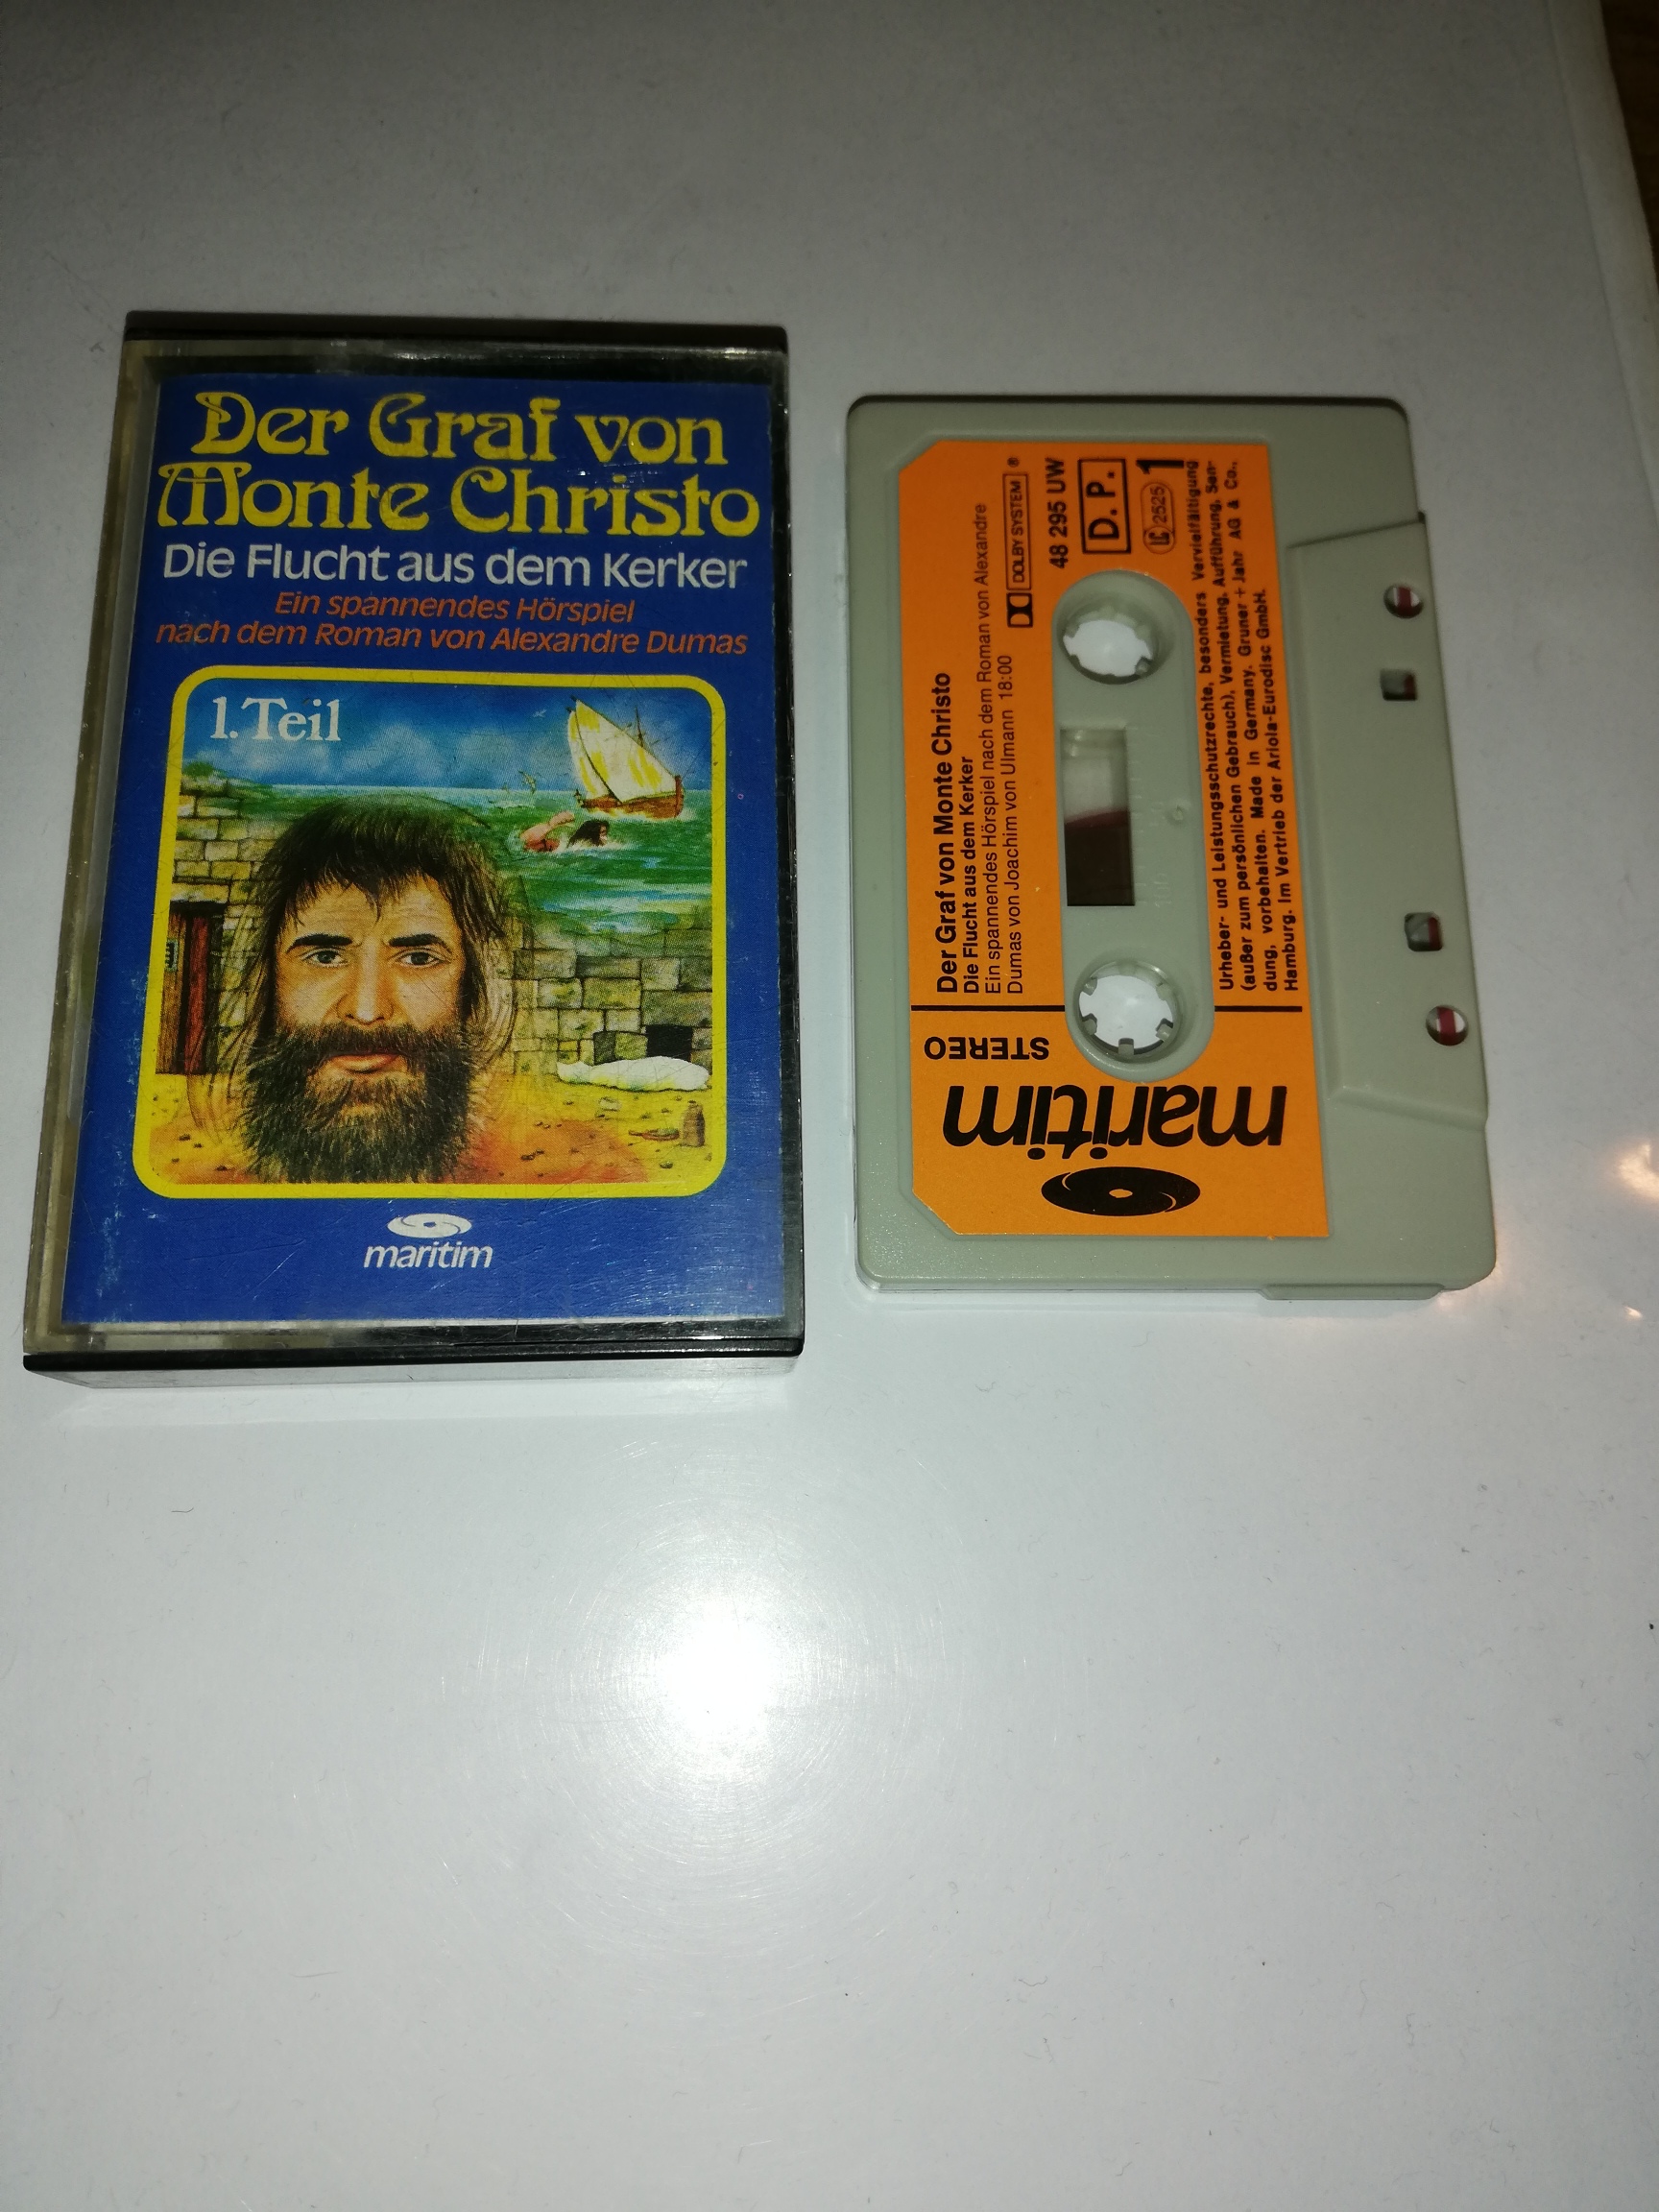 Der Graf von
Monte Christo
Die Flucht aus dem Kerker
Ein spannendes Hörspiel
nach dem Roman von Alexandre Dumas
1. Teil
maritim
maritim
STEREO
Der Graf von Monte Christo
Die Flucht aus dem Kerker
Ein spannendes Hörspiel nach dem Roman von Alexandre
Dumas von Joachim von Ulmann 18:00
DOLBY SYSTEM ®
48 295 UW
D. P.
LC 2525
1
Urheber- und Leistungsschutzrechte, besonders Vervielfältigung
(außer zum persönlichen Gebrauch), Vermietung, Aufführung, Sen-
dung, vorbehalten. Made in Germany. Gruner + Jahr AG & Co.,
Hamburg. Im Vertrieb der Ariola-Eurodisc GmbH.